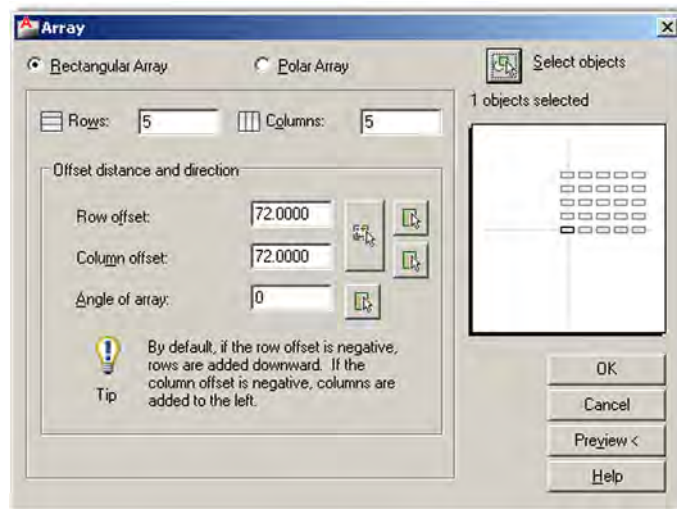 Array
Rectangular Array
Polar Array
Select objects
1 objects selected
Rows: 5
Columns: 5
Offset distance and direction
Row offset: 72.0000
Column offset: 72.0000
Angle of array: 0
Tip
By default, if the row offset is negative,
rows are added downward. If the
column offset is negative, columns are
added to the left.
OK
Cancel
Preview <
Help